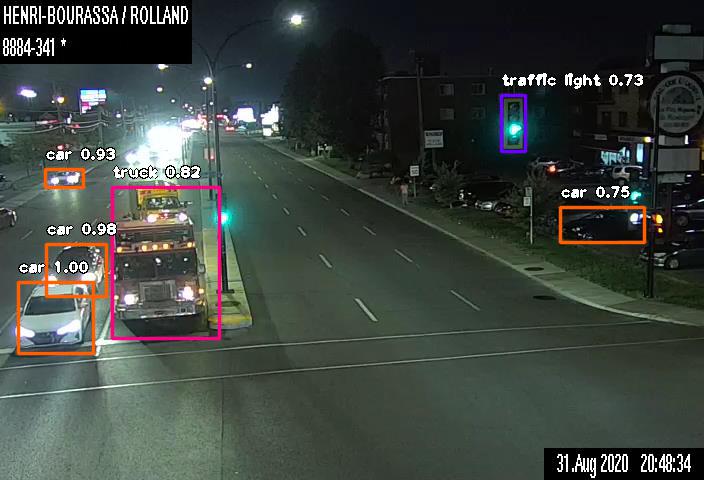 HENRI-BOURASSA / ROLLAND
8884-341 *
traffic light 0.73
car 0.93
truck 0.82
car 0.75
car 0.98
car 1.00
31.Aug 2020 20:48:34